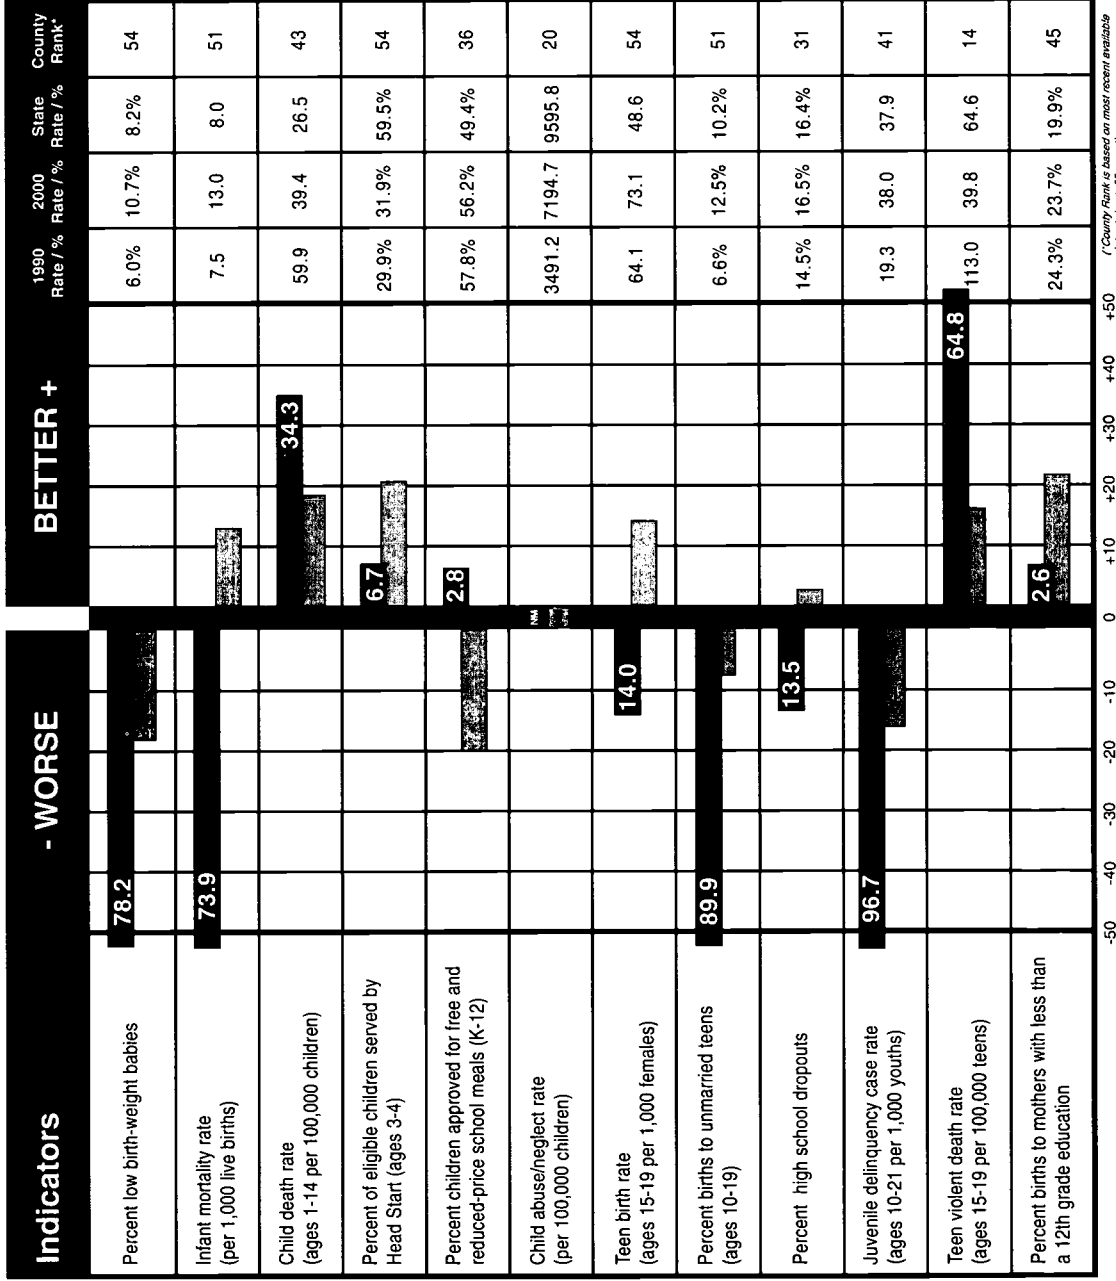 Indicators - WORSE BETTER + 1990 Rate / % 2000 Rate / % State Rate / % County Rank*
Percent low birth-weight babies 78.2 6.0% 10.7% 8.2% 54
Infant mortality rate
(per 1,000 live births) 73.9 7.5 13.0 8.0 51
Child death rate
(ages 1-14 per 100,000 children) 34.3 59.9 39.4 26.5 43
Percent of eligible children served by
Head Start (ages 3-4) 6.7 29.9% 31.9% 59.5% 54
Percent children approved for free and
reduced-price school meals (K-12) 2.8 57.8% 56.2% 49.4% 36
Child abuse/neglect rate
(per 100,000 children) NM 3491.2 7194.7 9595.8 20
Teen birth rate
(ages 15-19 per 1,000 females) 14.0 64.1 73.1 48.6 54
Percent births to unmarried teens
(ages 10-19) 89.9 6.6% 12.5% 10.2% 51
Percent high school dropouts 13.5 14.5% 16.5% 16.4% 31
Juvenile delinquency case rate
(ages 10-21 per 1,000 youths) 96.7 19.3 38.0 37.9 41
Teen violent death rate
(ages 15-19 per 100,000 teens) 64.8 113.0 39.8 64.6 14
Percent births to mothers with less than
a 12th grade education 2.6 24.3% 23.7% 19.9% 45
-50 -40 -30 -20 -10 0 +10 +20 +30 +40 +50
(*County Rank is based on most recent available